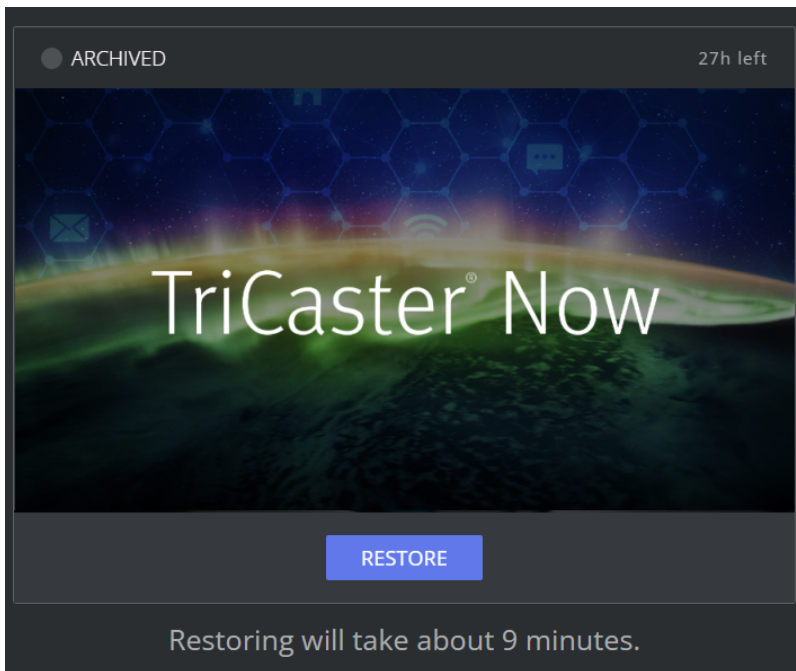 ARCHIVED 27h left
TriCaster® Now
RESTORE
Restoring will take about 9 minutes.